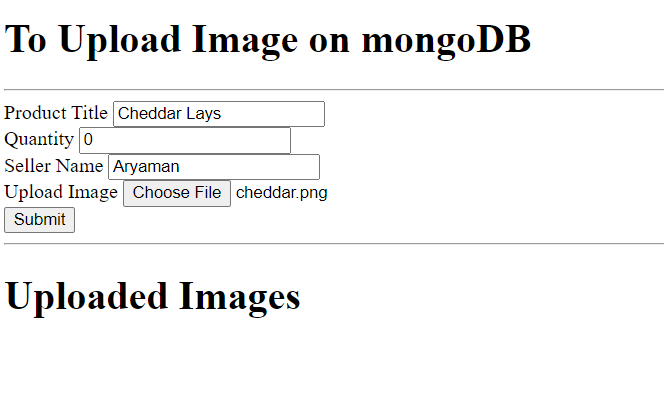 To Upload Image on mongoDB
Product Title Cheddar Lays
Quantity 0
Seller Name Aryaman
Upload Image Choose File cheddar.png
Submit
Uploaded Images